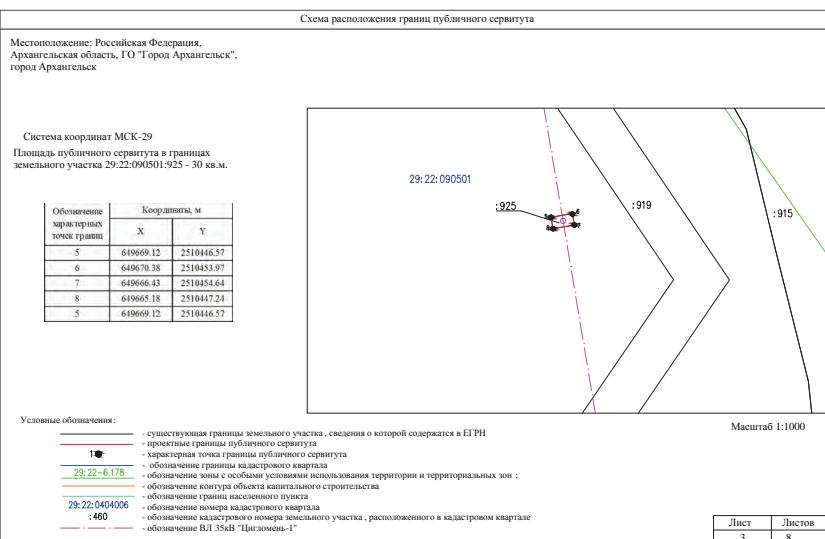 Схема расположения границ публичного сервитута
Местоположение: Российская Федерация,
Архангельская область, ГО "Город Архангельск",
город Архангельск
Система координат МСК-29
Площадь публичного сервитута в границах
земельного участка 29:22:090501:925 - 30 кв.м.
Обозначение характерных точек границ
Координаты, м
X Y
5 649669.12 2510446.57
6 649670.38 2510453.97
7 649666.43 2510454.64
8 649665.18 2510447.24
5 649669.12 2510446.57
29:22:090501
:925
:919
:915
Масштаб 1:1000
Условные обозначения:
- существующая границы земельного участка, сведения о которой содержатся в ЕГРН
- проектные границы публичного сервитута
- характерная точка границы публичного сервитута
- обозначение границы кадастрового квартала
29:22-6.178 - обозначение зоны с особыми условиями использования территории и территориальных зон ;
- обозначение контура объекта капитального строительства
- обозначение границ населенного пункта
29:22:0404006 - обозначение номера кадастрового квартала
:460 - обозначение кадастрового номера земельного участка, расположенного в кадастровом квартале
- обозначение ВЛ 35кВ "Цигломень-1"
Лист Листов
3 8